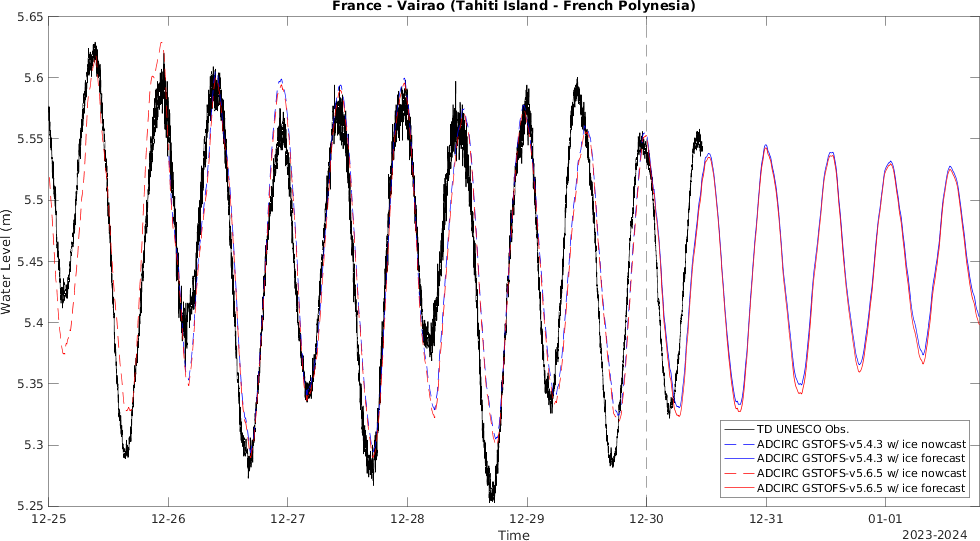 France - Vairao (Tahiti Island - French Polynesia)
5.65
5.6
5.55
5.5
5.45
5.4
5.35
5.3
5.25
Water Level (m)
12-25
12-26
12-27
12-28
12-29
12-30
12-31
01-01
Time
2023-2024
TD UNESCO Obs.
ADCIRC GSTOFS-v5.4.3 w/ ice nowcast
ADCIRC GSTOFS-v5.4.3 w/ ice forecast
ADCIRC GSTOFS-v5.6.5 w/ ice nowcast
ADCIRC GSTOFS-v5.6.5 w/ ice forecast